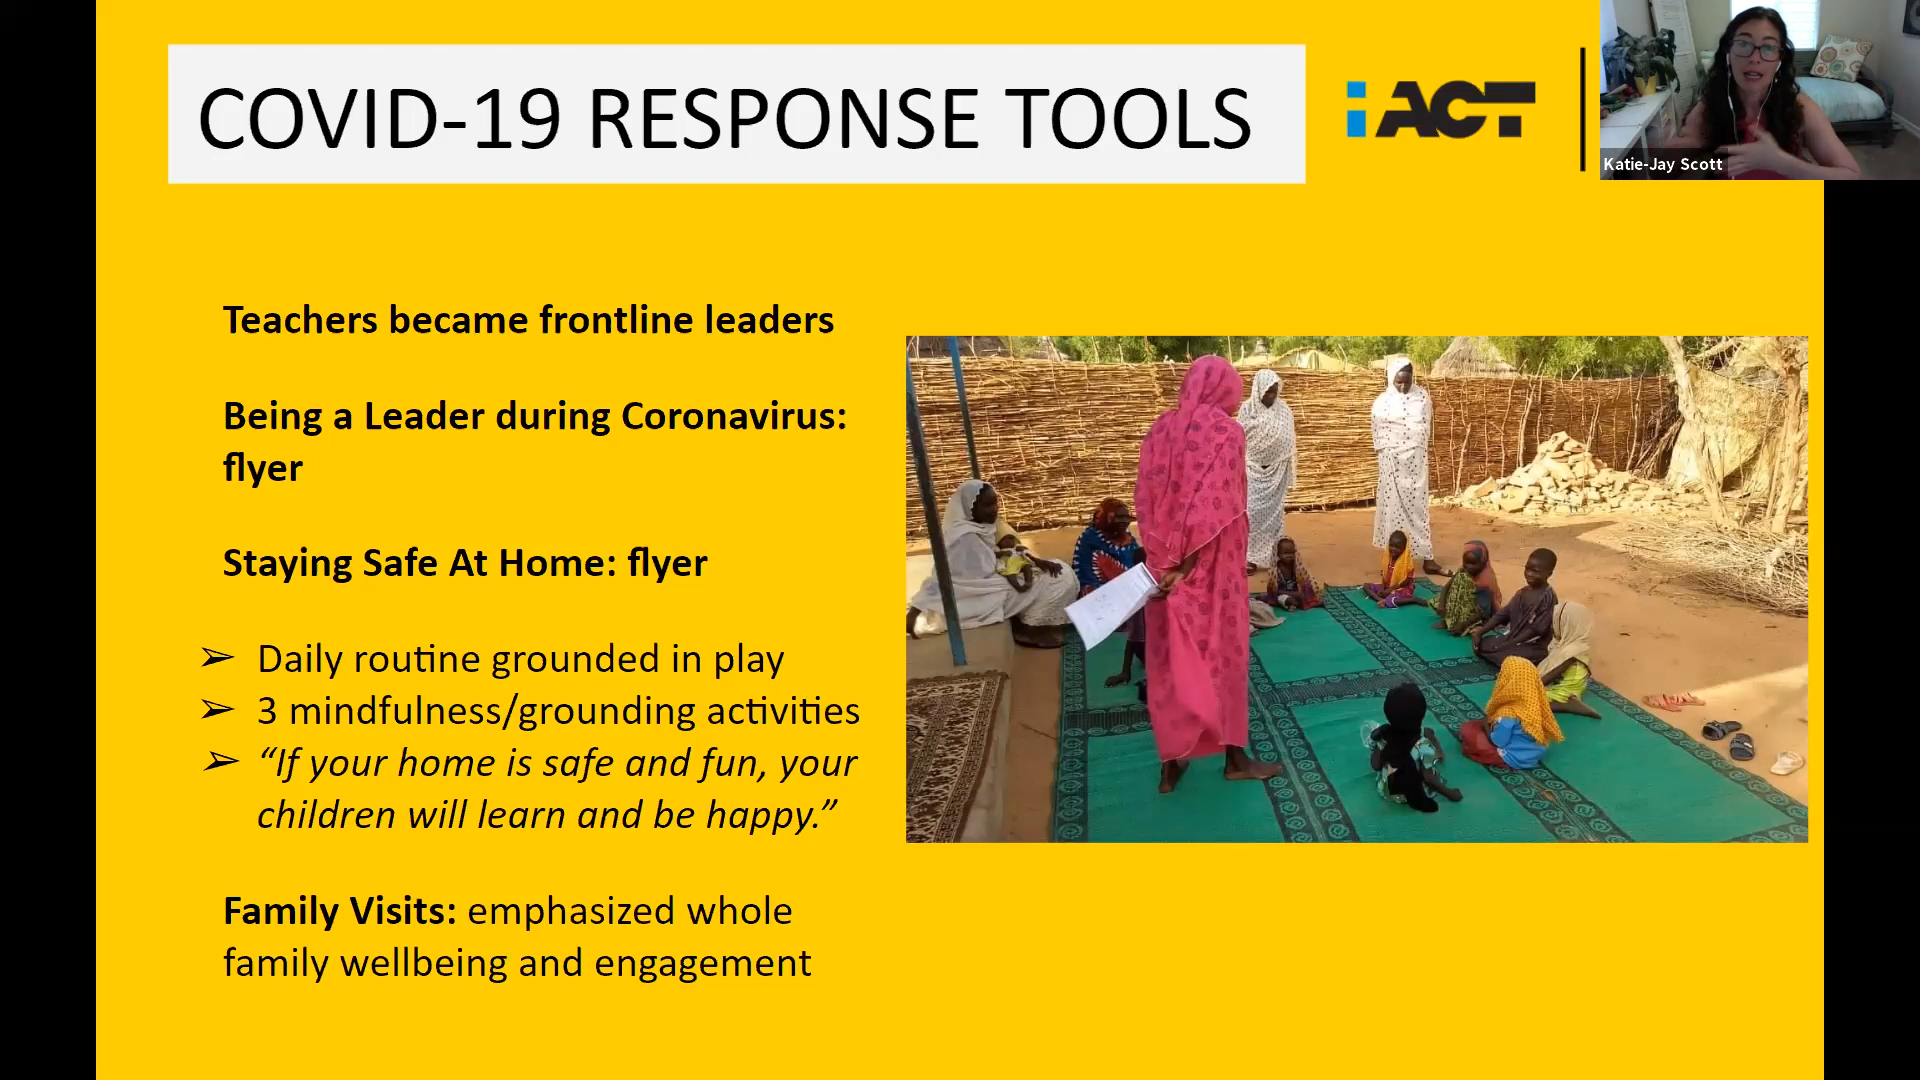 COVID-19 RESPONSE TOOLS
iACT
Katie-Jay Scott
Teachers became frontline leaders
Being a Leader during Coronavirus:
flyer
Staying Safe At Home: flyer
➢ Daily routine grounded in play
➢ 3 mindfulness/grounding activities
➢ “If your home is safe and fun, your
children will learn and be happy.”
Family Visits: emphasized whole
family wellbeing and engagement